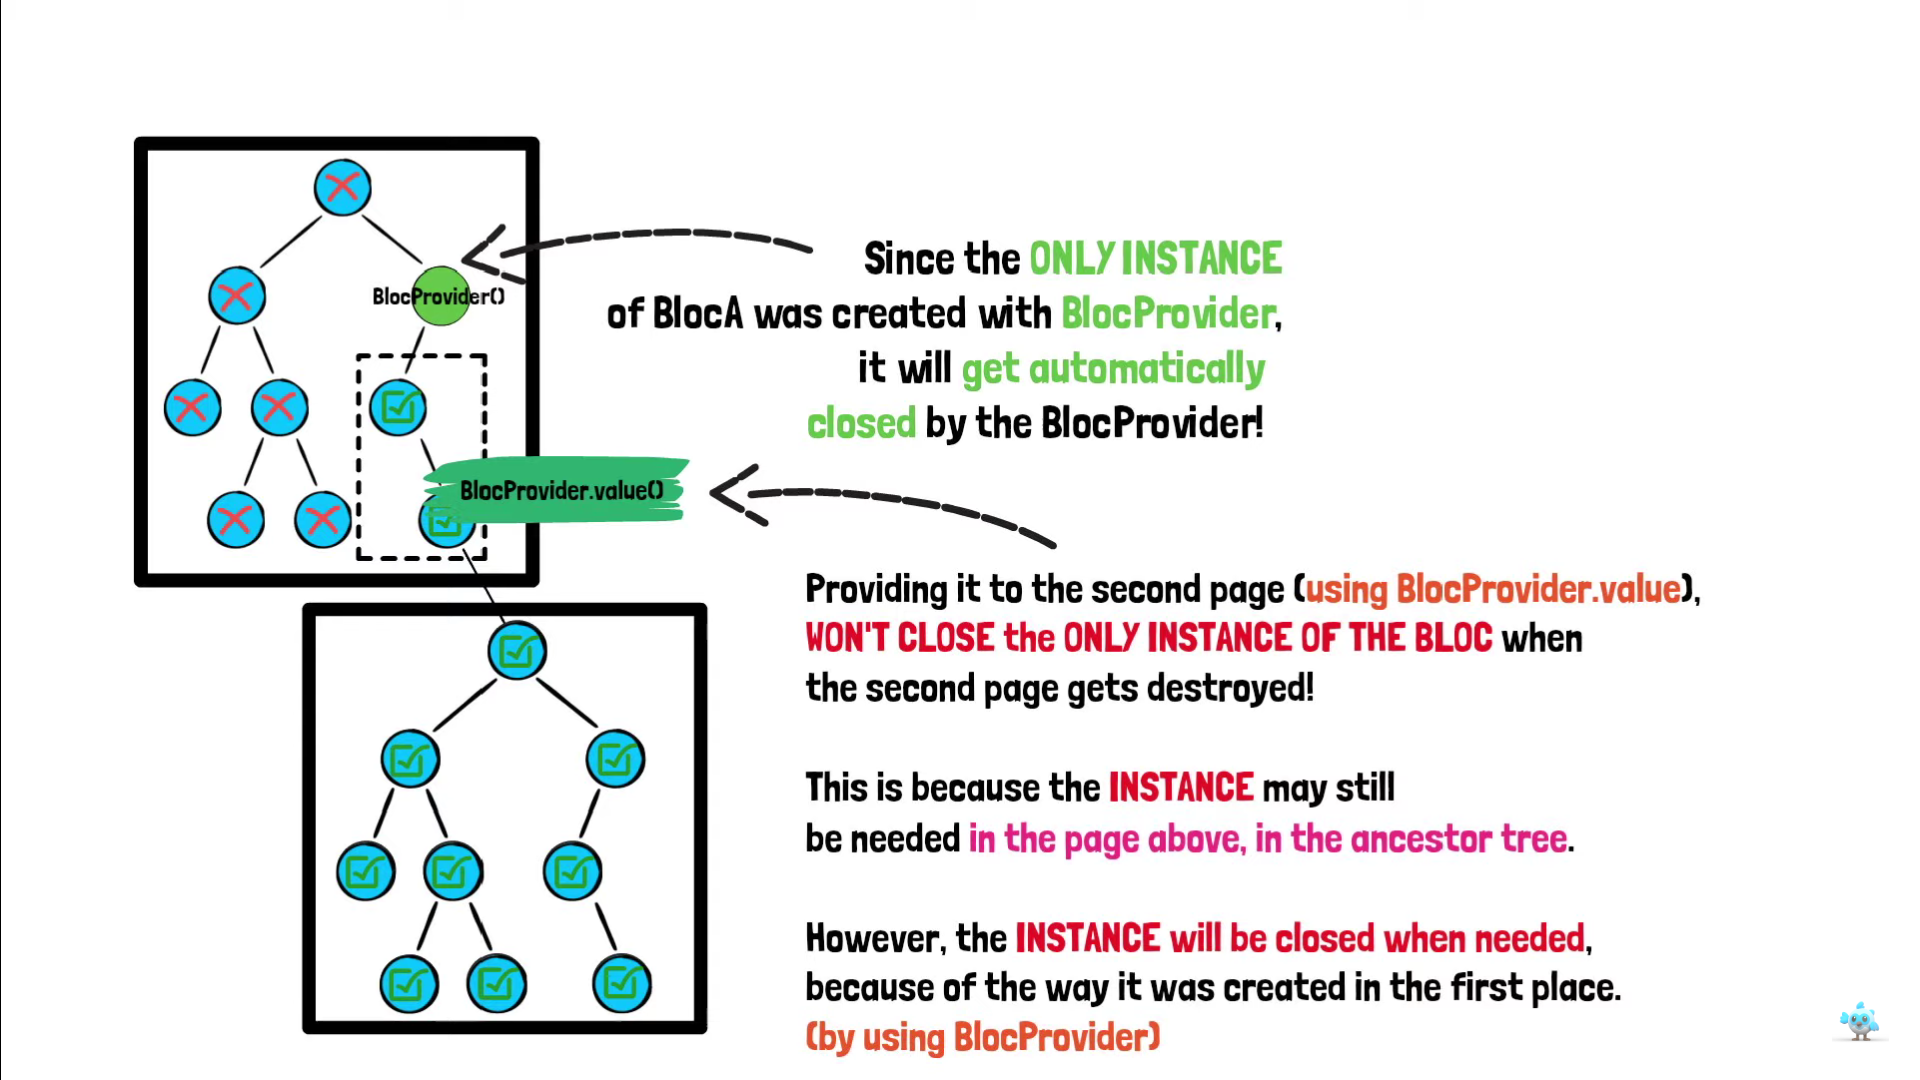 BlocProvider()
Since the ONLY INSTANCE
of BlocA was created with BlocProvider,
it will get automatically
closed by the BlocProvider!
BlocProvider.value()
Providing it to the second page (using BlocProvider.value),
WON'T CLOSE the ONLY INSTANCE OF THE BLOC when
the second page gets destroyed!
This is because the INSTANCE may still
be needed in the page above, in the ancestor tree.
However, the INSTANCE will be closed when needed,
because of the way it was created in the first place.
(by using BlocProvider)